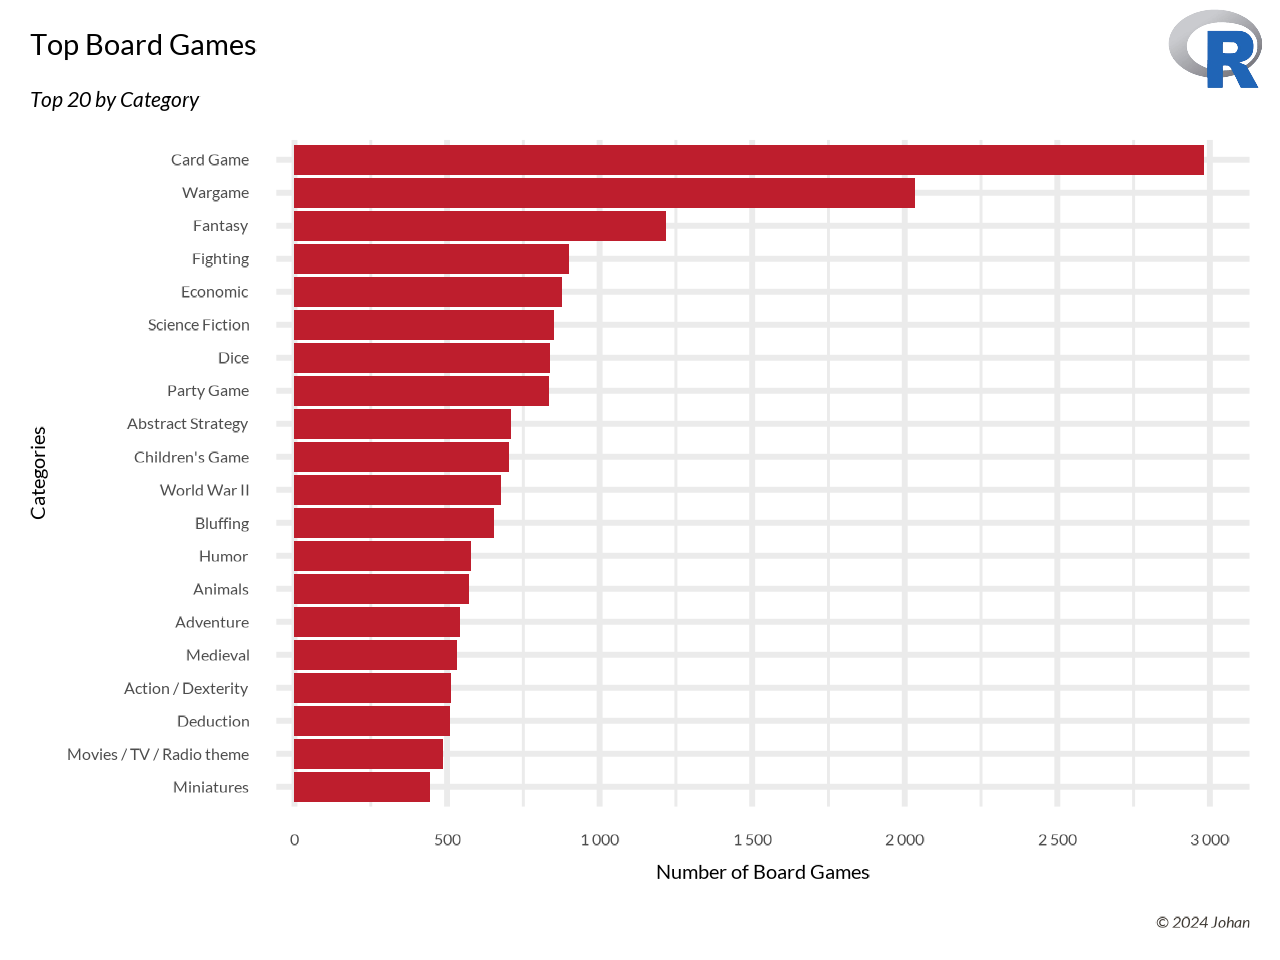 Top Board Games
R
Top 20 by Category
Categories
Card Game
Wargame
Fantasy
Fighting
Economic
Science Fiction
Dice
Party Game
Abstract Strategy
Children's Game
World War II
Bluffing
Humor
Animals
Adventure
Medieval
Action / Dexterity
Deduction
Movies / TV / Radio theme
Miniatures
0 500 1 000 1 500 2 000 2 500 3 000
Number of Board Games
© 2024 Johan